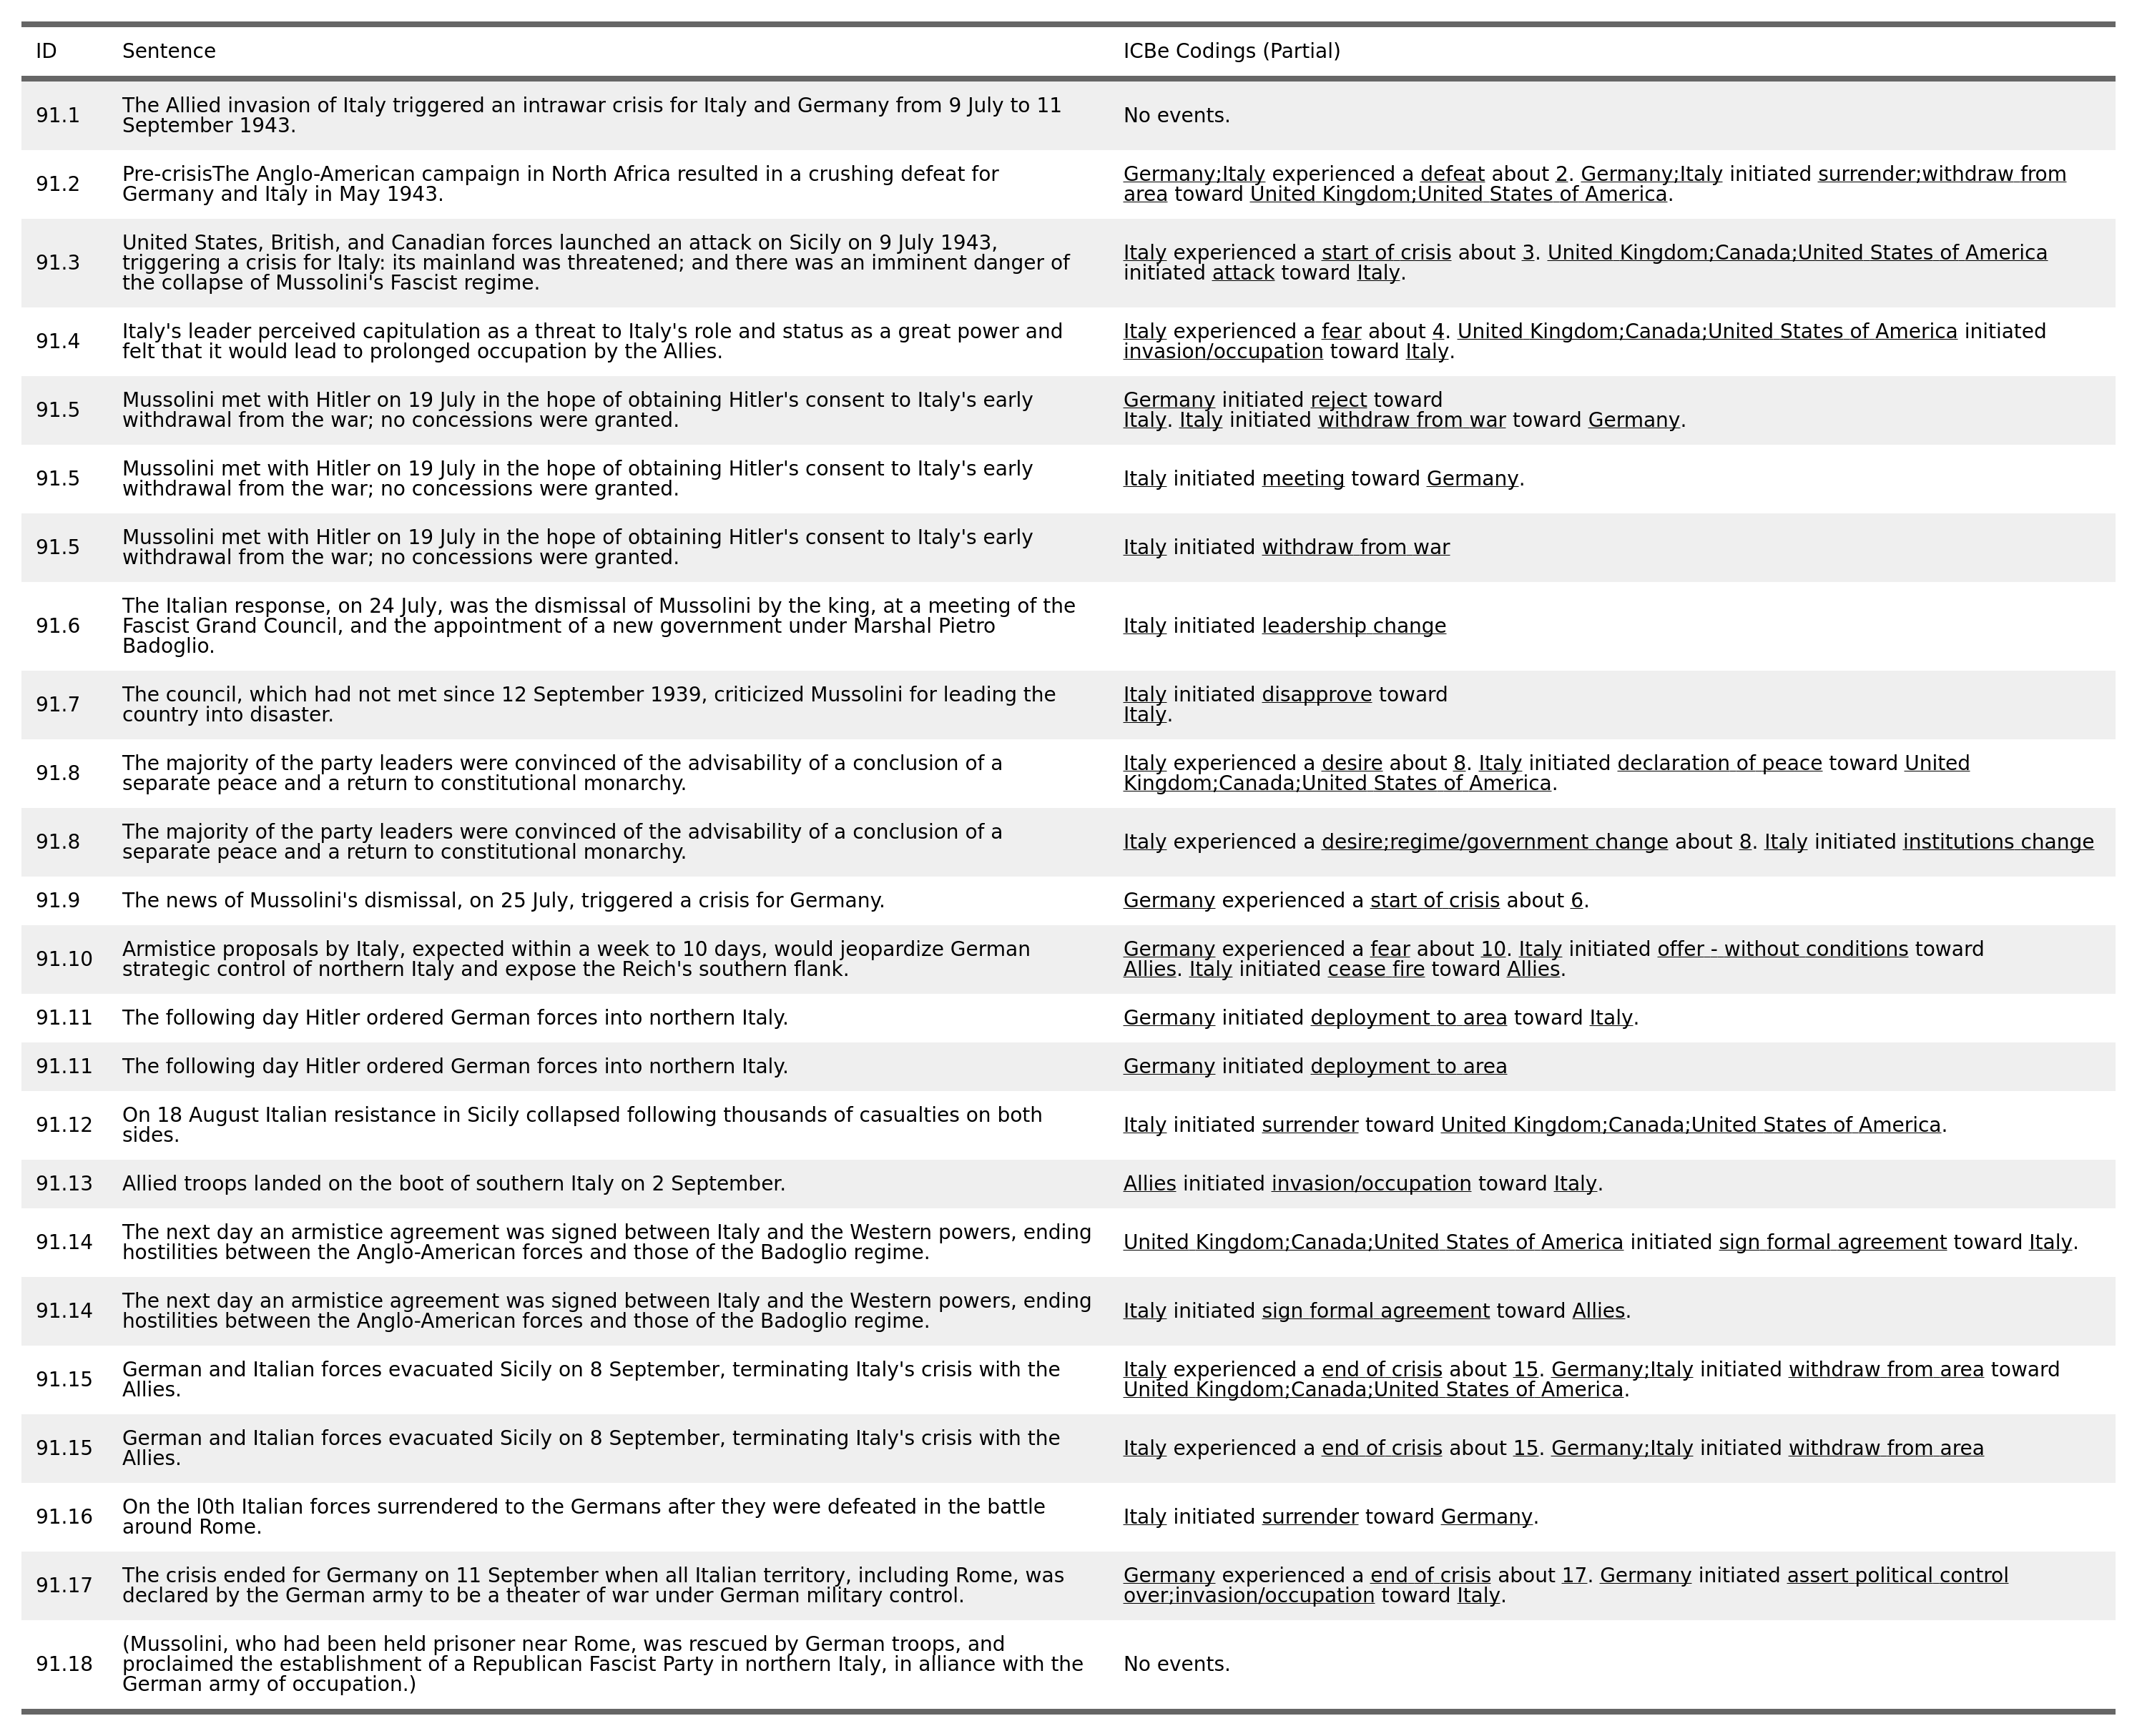 ID Sentence ICBe Codings (Partial)
91.1 The Allied invasion of Italy triggered an intrawar crisis for Italy and Germany from 9 July to 11
September 1943.
No events.
91.2 Pre-crisisThe Anglo-American campaign in North Africa resulted in a crushing defeat for
Germany and Italy in May 1943.
Germany;Italy experienced a defeat about 2. Germany;Italy initiated surrender;withdraw from
area toward United Kingdom;United States of America.
91.3 United States, British, and Canadian forces launched an attack on Sicily on 9 July 1943,
triggering a crisis for Italy: its mainland was threatened; and there was an imminent danger of
the collapse of Mussolini's Fascist regime.
Italy experienced a start of crisis about 3. United Kingdom;Canada;United States of America
initiated attack toward Italy.
91.4 Italy's leader perceived capitulation as a threat to Italy's role and status as a great power and
felt that it would lead to prolonged occupation by the Allies.
Italy experienced a fear about 4. United Kingdom;Canada;United States of America initiated
invasion/occupation toward Italy.
91.5 Mussolini met with Hitler on 19 July in the hope of obtaining Hitler's consent to Italy's early
withdrawal from the war; no concessions were granted.
Germany initiated reject toward
Italy. Italy initiated withdraw from war toward Germany.
91.5 Mussolini met with Hitler on 19 July in the hope of obtaining Hitler's consent to Italy's early
withdrawal from the war; no concessions were granted.
Italy initiated meeting toward Germany.
91.5 Mussolini met with Hitler on 19 July in the hope of obtaining Hitler's consent to Italy's early
withdrawal from the war; no concessions were granted.
Italy initiated withdraw from war
91.6 The Italian response, on 24 July, was the dismissal of Mussolini by the king, at a meeting of the
Fascist Grand Council, and the appointment of a new government under Marshal Pietro
Badoglio.
Italy initiated leadership change
91.7 The council, which had not met since 12 September 1939, criticized Mussolini for leading the
country into disaster.
Italy initiated disapprove toward
Italy.
91.8 The majority of the party leaders were convinced of the advisability of a conclusion of a
separate peace and a return to constitutional monarchy.
Italy experienced a desire about 8. Italy initiated declaration of peace toward United
Kingdom;Canada;United States of America.
91.8 The majority of the party leaders were convinced of the advisability of a conclusion of a
separate peace and a return to constitutional monarchy.
Italy experienced a desire;regime/government change about 8. Italy initiated institutions change
91.9 The news of Mussolini's dismissal, on 25 July, triggered a crisis for Germany.
Germany experienced a start of crisis about 6.
91.10 Armistice proposals by Italy, expected within a week to 10 days, would jeopardize German
strategic control of northern Italy and expose the Reich's southern flank.
Germany experienced a fear about 10. Italy initiated offer - without conditions toward
Allies. Italy initiated cease fire toward Allies.
91.11 The following day Hitler ordered German forces into northern Italy.
Germany initiated deployment to area toward Italy.
91.11 The following day Hitler ordered German forces into northern Italy.
Germany initiated deployment to area
91.12 On 18 August Italian resistance in Sicily collapsed following thousands of casualties on both
sides.
Italy initiated surrender toward United Kingdom;Canada;United States of America.
91.13 Allied troops landed on the boot of southern Italy on 2 September.
Allies initiated invasion/occupation toward Italy.
91.14 The next day an armistice agreement was signed between Italy and the Western powers, ending
hostilities between the Anglo-American forces and those of the Badoglio regime.
United Kingdom;Canada;United States of America initiated sign formal agreement toward Italy.
91.14 The next day an armistice agreement was signed between Italy and the Western powers, ending
hostilities between the Anglo-American forces and those of the Badoglio regime.
Italy initiated sign formal agreement toward Allies.
91.15 German and Italian forces evacuated Sicily on 8 September, terminating Italy's crisis with the
Allies.
Italy experienced a end of crisis about 15. Germany;Italy initiated withdraw from area toward
United Kingdom;Canada;United States of America.
91.15 German and Italian forces evacuated Sicily on 8 September, terminating Italy's crisis with the
Allies.
Italy experienced a end of crisis about 15. Germany;Italy initiated withdraw from area
91.16 On the l0th Italian forces surrendered to the Germans after they were defeated in the battle
around Rome.
Italy initiated surrender toward Germany.
91.17 The crisis ended for Germany on 11 September when all Italian territory, including Rome, was
declared by the German army to be a theater of war under German military control.
Germany experienced a end of crisis about 17. Germany initiated assert political control
over;invasion/occupation toward Italy.
91.18 (Mussolini, who had been held prisoner near Rome, was rescued by German troops, and
proclaimed the establishment of a Republican Fascist Party in northern Italy, in alliance with the
German army of occupation.)
No events.